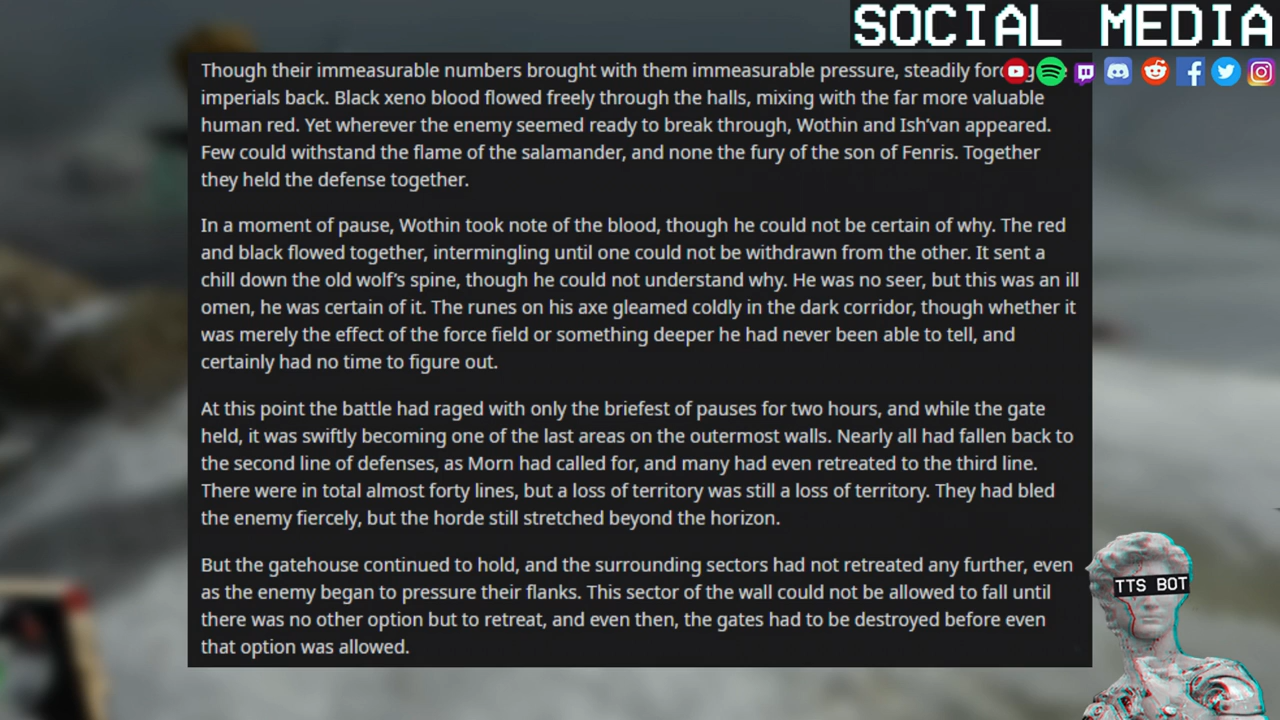 SOCIAL MEDIA
Though their immeasurable numbers brought with them immeasurable pressure, steadily
imperials back. Black xeno blood flowed freely through the halls, mixing with the far more valuable
human red. Yet wherever the enemy seemed ready to break through, Wothin and Ish’van appeared.
Few could withstand the flame of the salamander, and none the fury of the son of Fenris. Together
they held the defense together.
In a moment of pause, Wothin took note of the blood, though he could not be certain of why. The red
and black flowed together, intermingling until one could not be withdrawn from the other. It sent a
chill down the old wolf’s spine, though he could not understand why. He was no seer, but this was an ill
omen, he was certain of it. The runes on his axe gleamed coldly in the dark corridor, though whether it
was merely the effect of the force field or something deeper he had never been able to tell, and
certainly had no time to figure out.
At this point the battle had raged with only the briefest of pauses for two hours, and while the gate
held, it was swiftly becoming one of the last areas on the outermost walls. Nearly all had fallen back to
the second line of defenses, as Morn had called for, and many had even retreated to the third line.
There were in total almost forty lines, but a loss of territory was still a loss of territory. They had bled
the enemy fiercely, but the horde still stretched beyond the horizon.
But the gatehouse continued to hold, and the surrounding sectors had not retreated any further, even
as the enemy began to pressure their flanks. This sector of the wall could not be allowed to fall until
there was no other option but to retreat, and even then, the gates had to be destroyed before even
that option was allowed.
TTS BOT